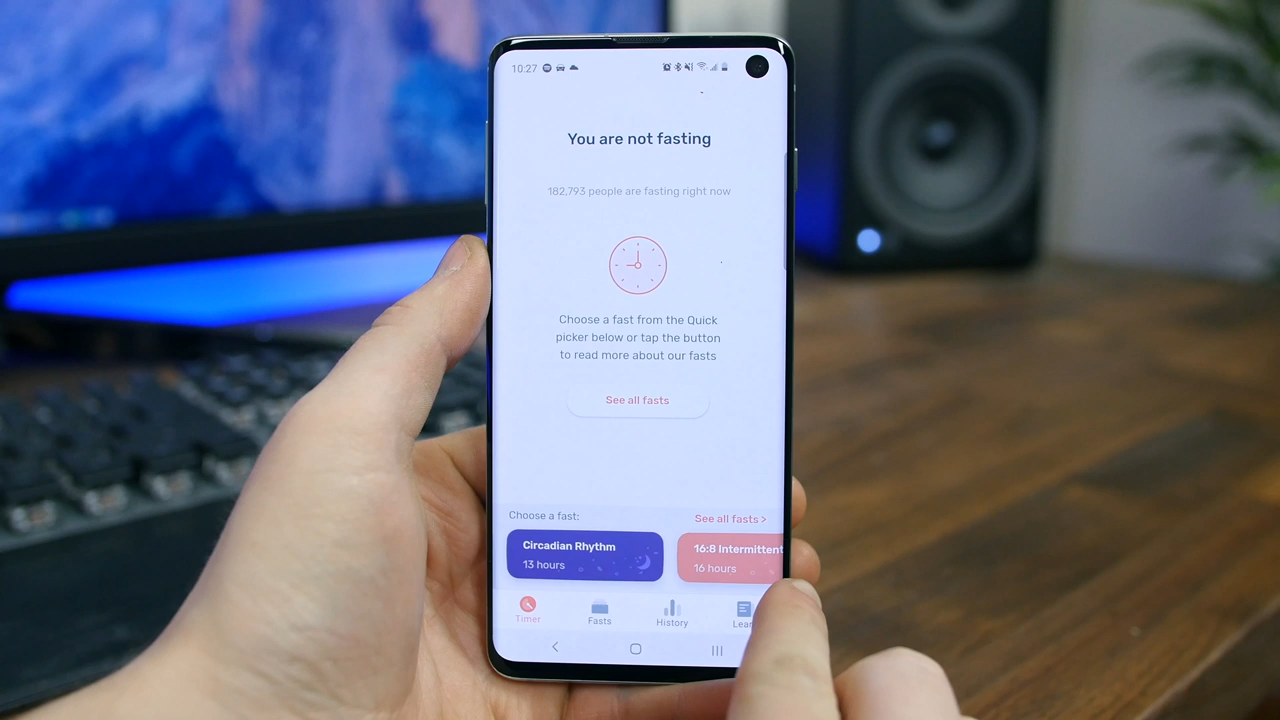 10:27
You are not fasting
182,793 people are fasting right now
Choose a fast from the Quick
picker below or tap the button
to read more about our fasts
See all fasts
Choose a fast:
See all fasts >
Circadian Rhythm
13 hours
16:8 Intermittent
16 hours
Timer
Fasts
History
Lear